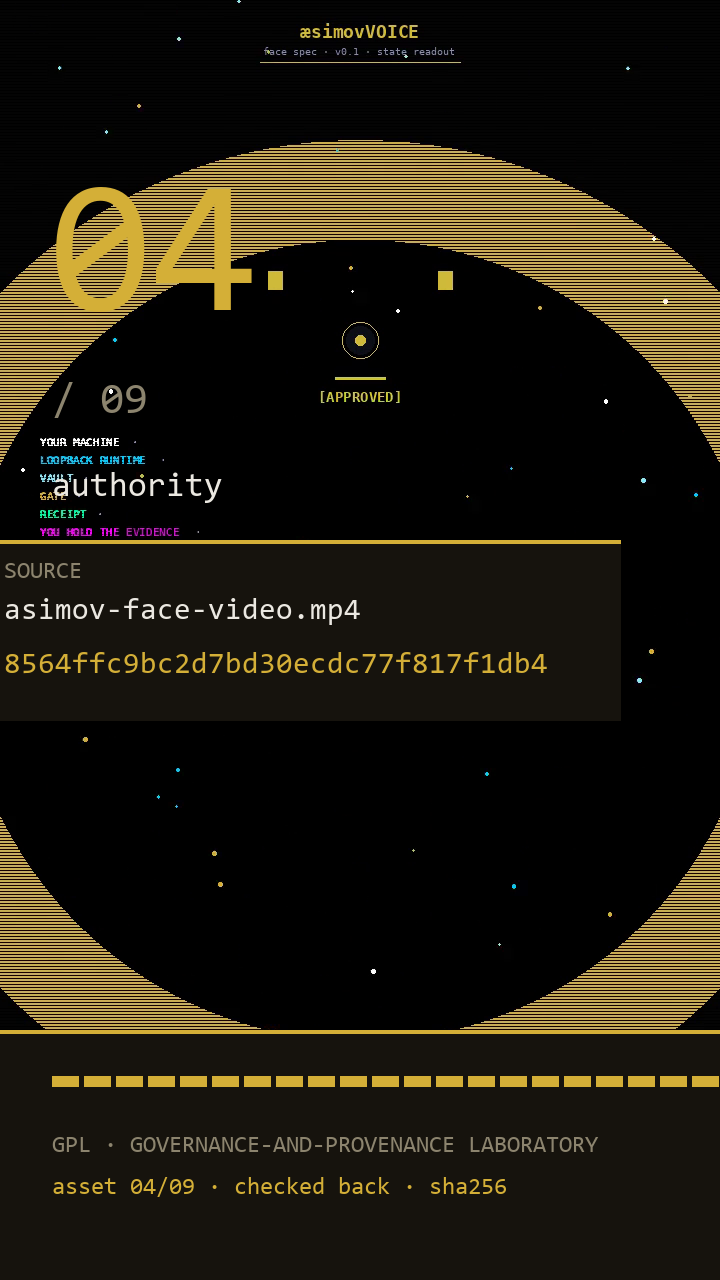 æsimovVOICE
face spec · v0.1 · state readout
04
/ 09
[APPROVED]
YOUR MACHINE ·
LOOPBACK RUNTIME ·
VAULT ·
authority
GATE
RECEIPT ·
YOU HOLD THE EVIDENCE ·
SOURCE
asimov-face-video.mp4
8564ffc9bc2d7bd30ecdc77f817f1db4
GPL · GOVERNANCE-AND-PROVENANCE LABORATORY
asset 04/09 · checked back · sha256